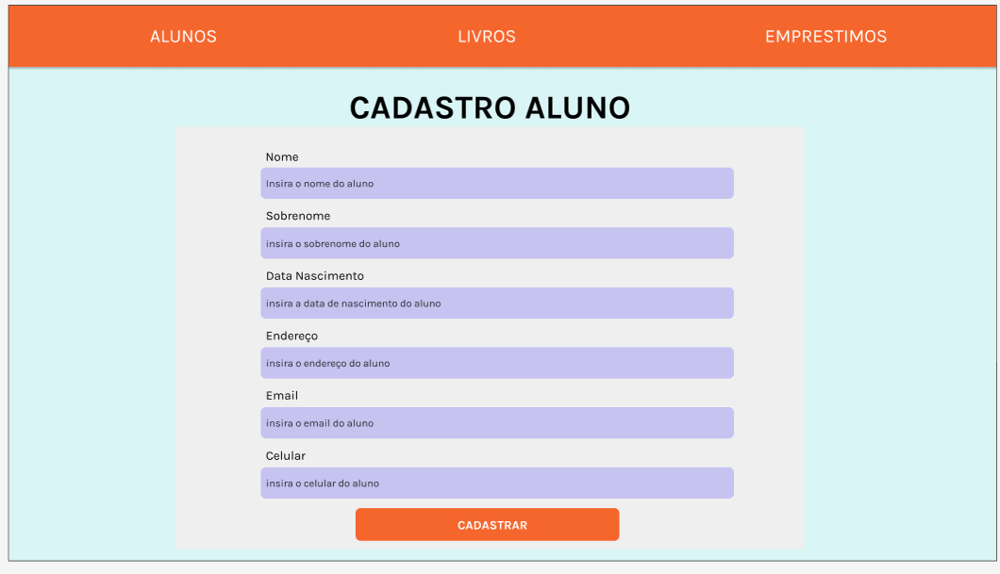 ALUNOS LIVROS EMPRESTIMOS
CADASTRO ALUNO
Nome
Insira o nome do aluno
Sobrenome
insira o sobrenome do aluno
Data Nascimento
insira a data de nascimento do aluno
Endereço
insira o endereço do aluno
Email
insira o email do aluno
Celular
insira o celular do aluno
CADASTRAR